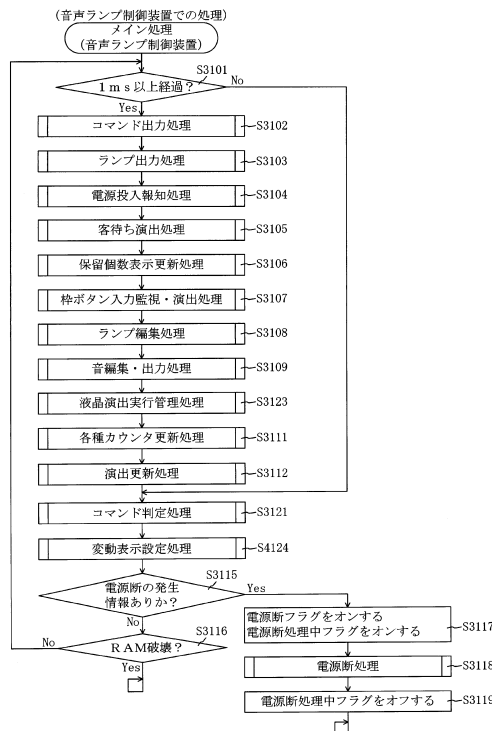 (音声ランプ制御装置での処理)
メイン処理
(音声ランプ制御装置)
S3101
1ms以上経過?
No
Yes
コマンド出力処理
S3102
ランプ出力処理
S3103
電源投入報知処理
S3104
客待ち演出処理
S3105
保留個数表示更新処理
S3106
枠ボタン入力監視・演出処理
S3107
ランプ編集処理
S3108
音編集・出力処理
S3109
液晶演出実行管理処理
S3123
各種カウンタ更新処理
S3111
演出更新処理
S3112
コマンド判定処理
S3121
変動表示設定処理
S4124
S3115
電源断の発生
情報ありか?
Yes
No
電源断フラグをオンする
電源断処理中フラグをオンする
S3117
S3116
RAM破壊?
No
Yes
電源断処理
S3118
電源断処理中フラグをオフする
S3119